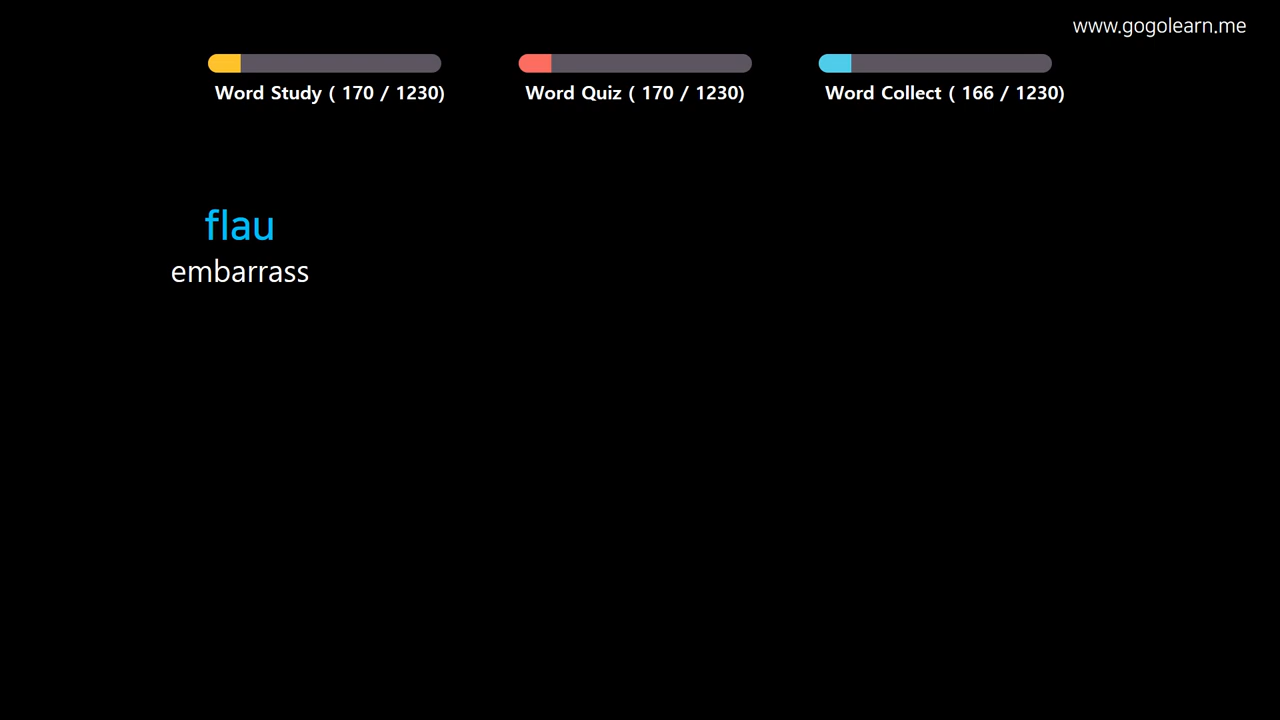 www.gogolearn.me
Word Study ( 170 / 1230)
Word Quiz ( 170 / 1230)
Word Collect ( 166 / 1230)
flau
embarrass